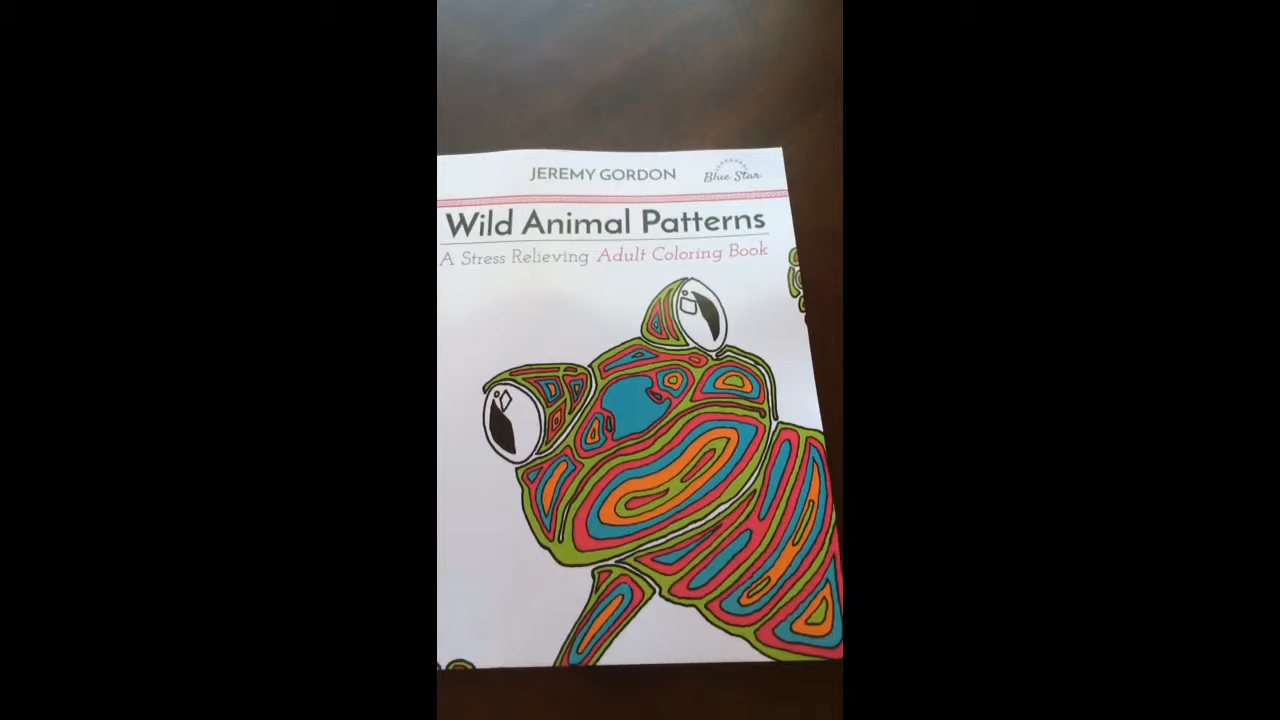 JEREMY GORDON
Blue Star
Wild Animal Patterns
A Stress Relieving Adult Coloring Book